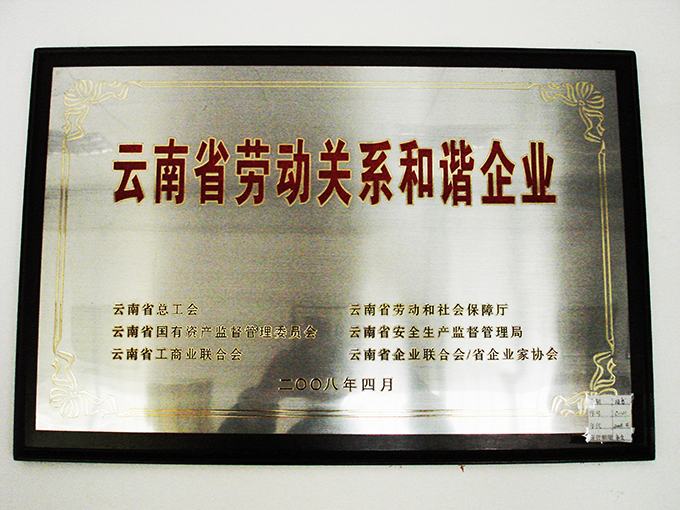 云南省劳动关系和谐企业
云南省总工会
云南省劳动和社会保障厅
云南省国有资产监督管理委员会
云南省安全生产监督管理局
云南省工商业联合会
云南省企业联合会/省企业家协会
二〇〇八年四月